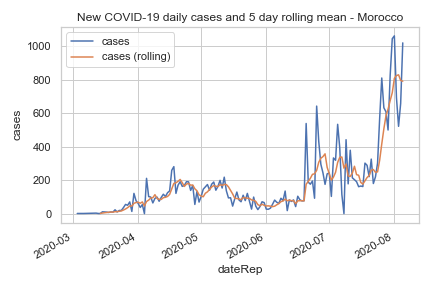 New COVID-19 daily cases and 5 day rolling mean - Morocco
cases
cases (rolling)
1000
800
600
400
200
0
cases
2020-03
2020-04
2020-05
2020-06
2020-07
2020-08
dateRep